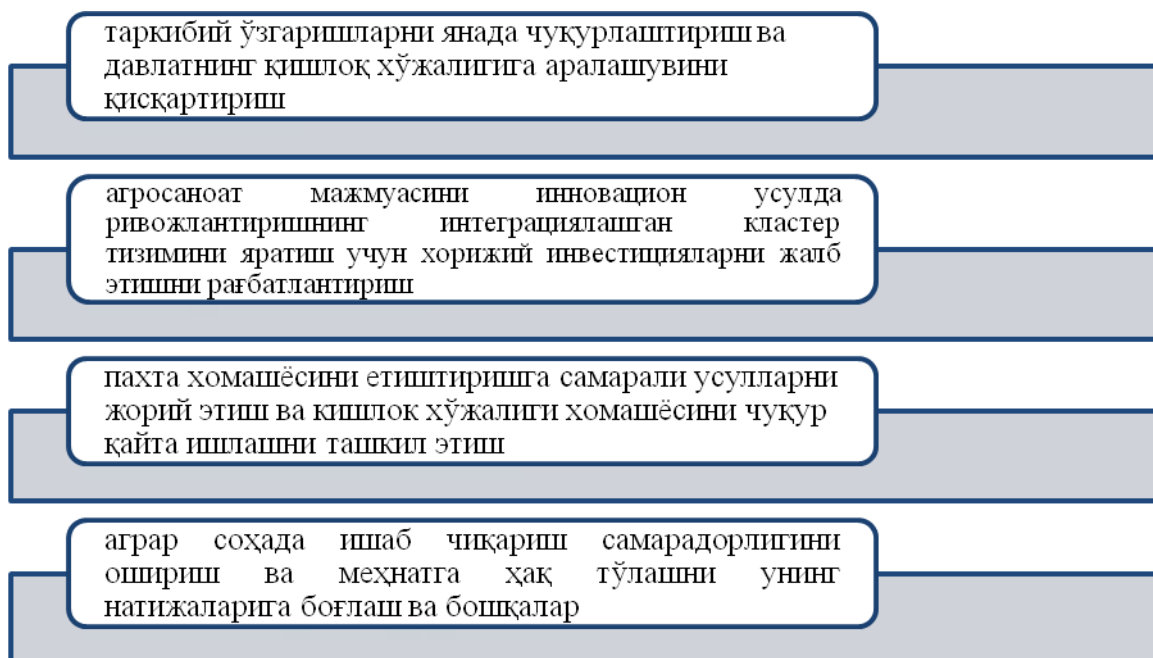 таркибий ўзгаришларни янада чуқурлаштириш ва
давлатнинг қишлоқ хўжалигига аралашувини
қисқартириш
агросаноат мажмуасини инновацион усулда
ривожлантиришнинг интеграциялашган кластер
тизимини яратиш учун хорижий инвестицияларни жалб
этишни рағбатлантириш
пахта хомашёсини етиштиришга самарали усулларни
жорий этиш ва кишлок хўжалиги хомашёсини чуқур
қайта ишлашни ташкил этиш
аграр соҳада ишаб чиқариш самарадорлигини
ошириш ва меҳнатга ҳақ тўлашни унинг
натижаларига боғлаш ва бошқалар